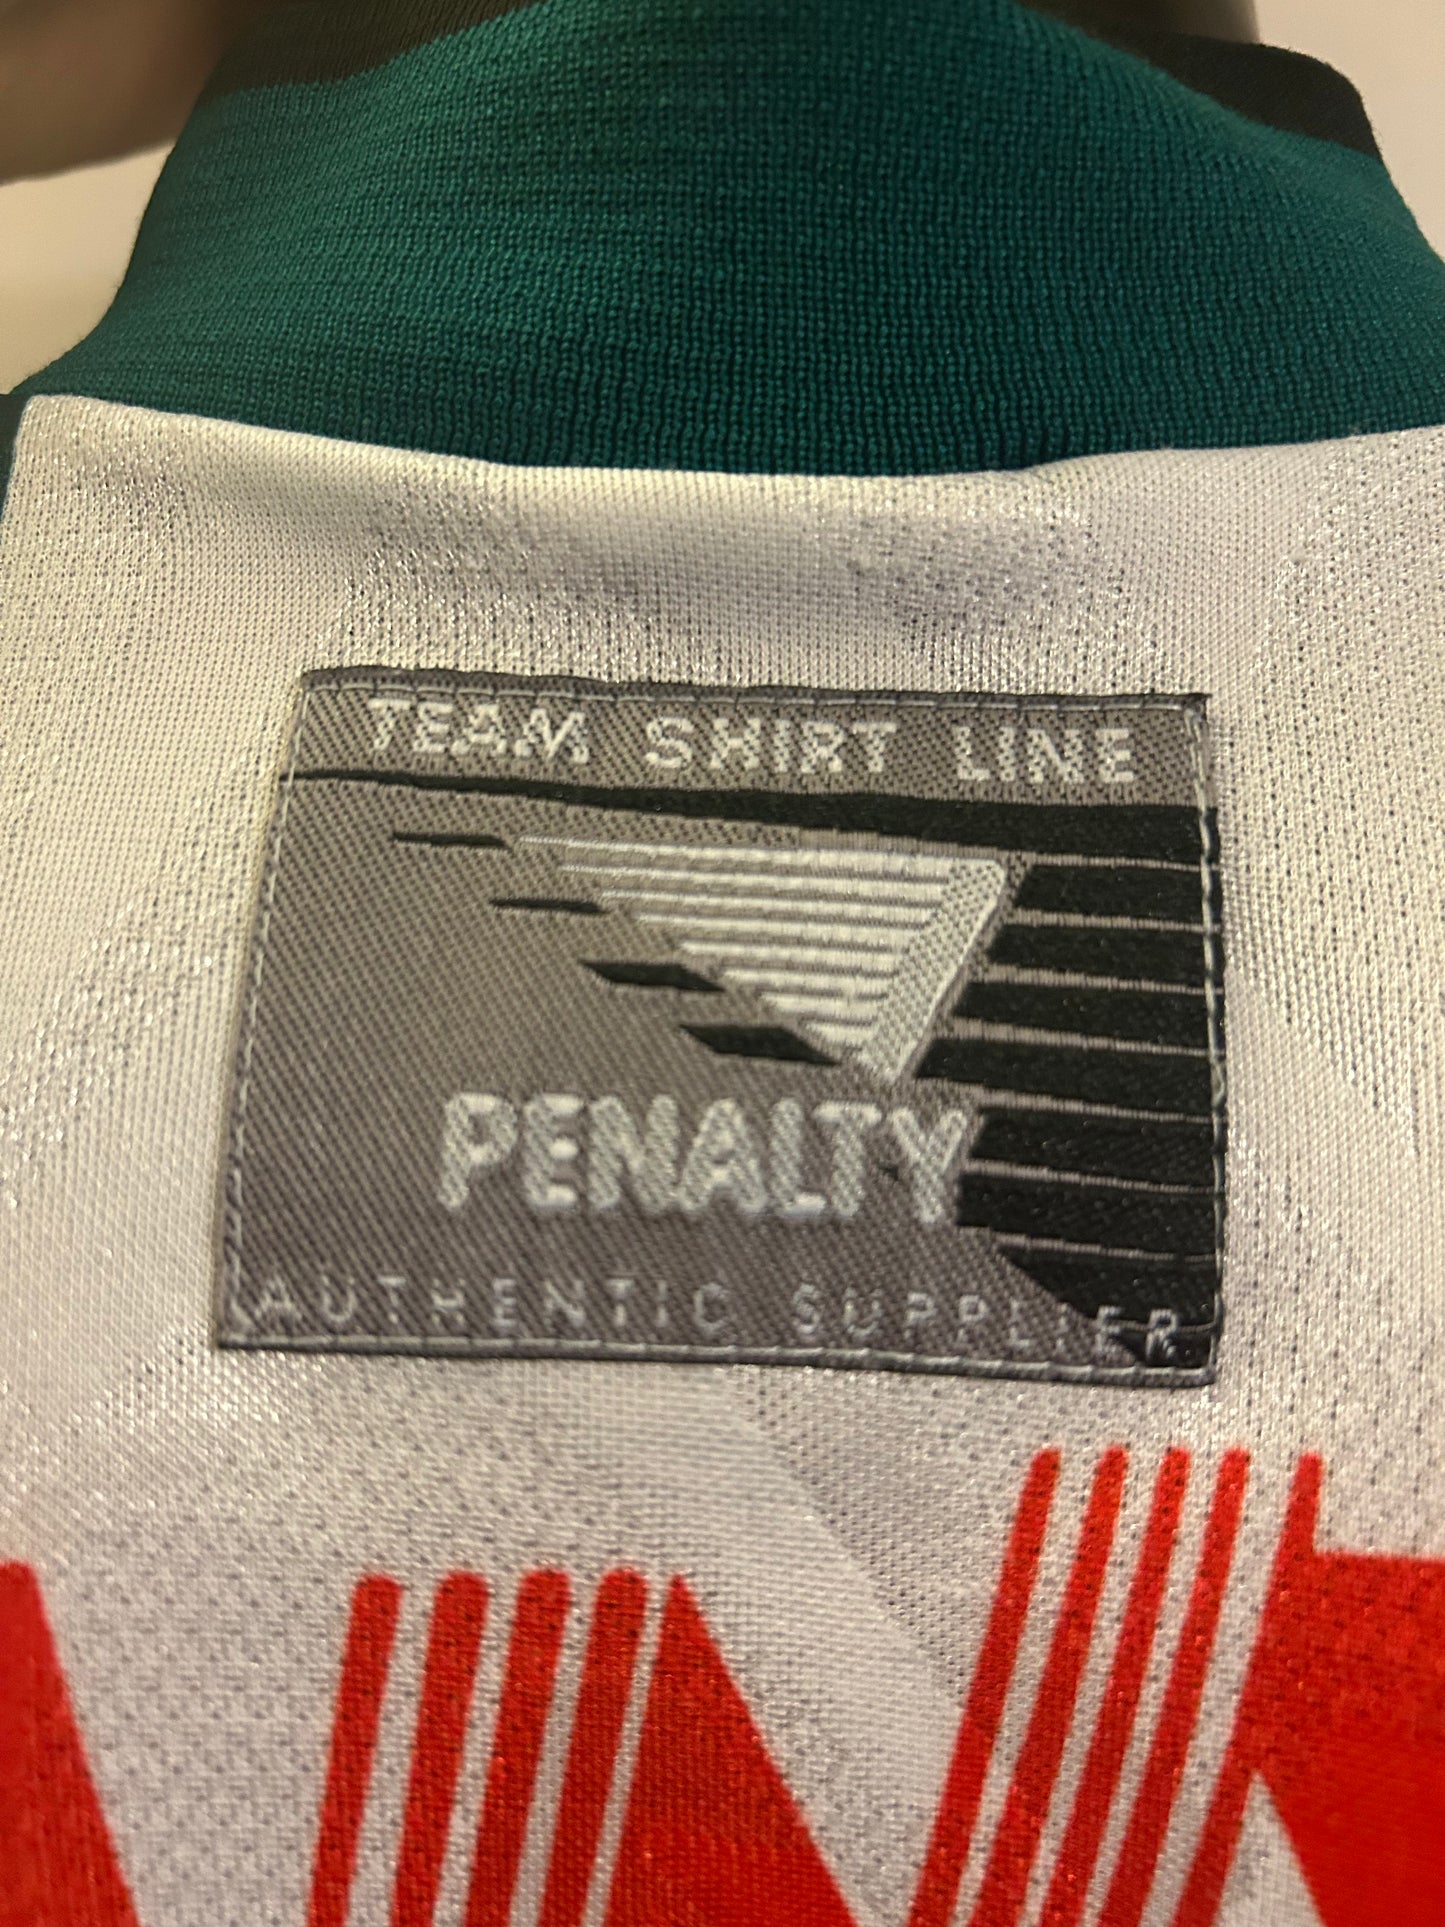 TEAM SHIRT LINE
PENALTY
AUTHENTIC SUPPLIER